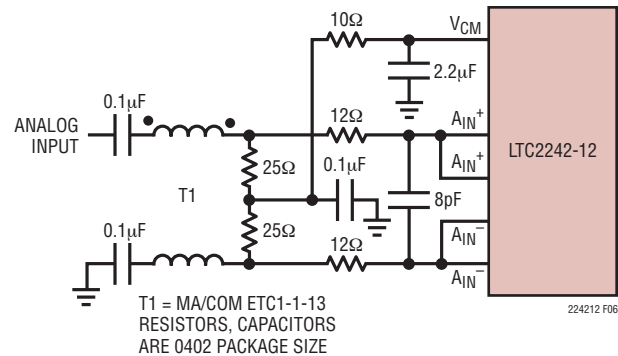 10Ω
VCM
2.2µF
0.1µF
ANALOG
INPUT
12Ω
AIN+
LTC2242-12
AIN+
0.1µF
25Ω
T1
8pF
25Ω
AIN−
0.1µF
12Ω
AIN−
T1 = MA/COM ETC1-1-13
RESISTORS, CAPACITORS
ARE 0402 PACKAGE SIZE
224212 F06